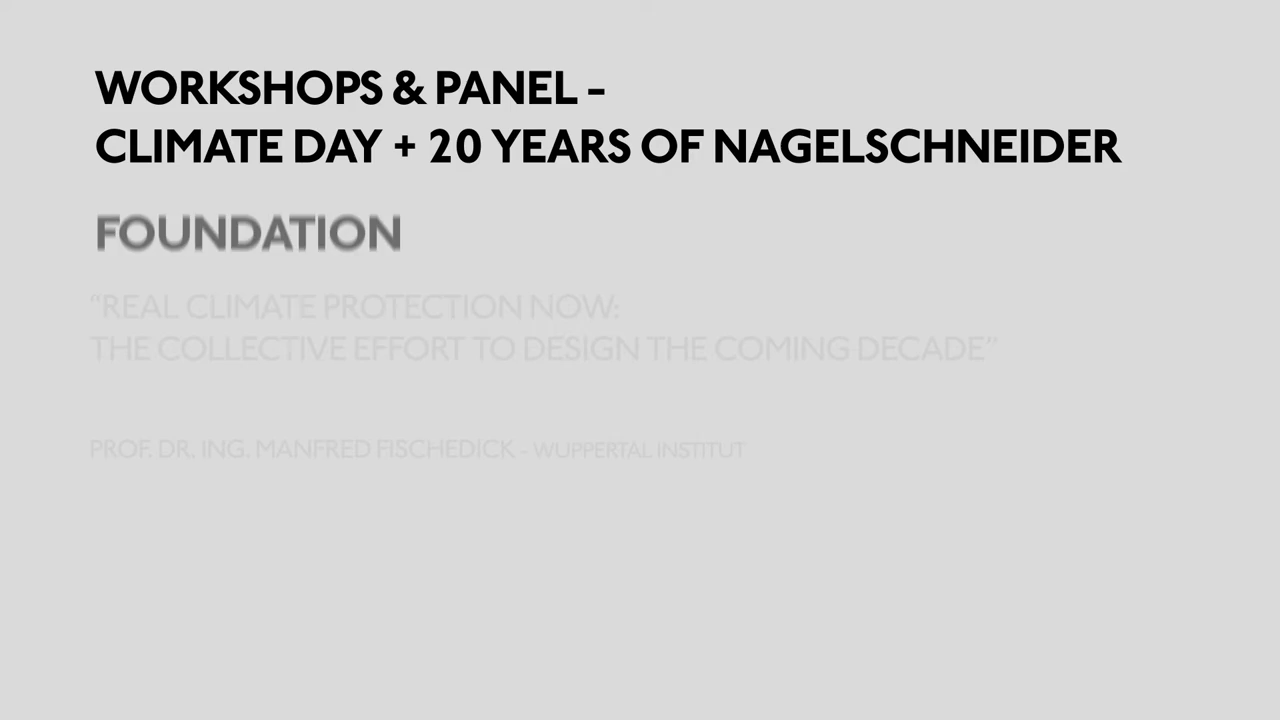 WORKSHOPS & PANEL –
CLIMATE DAY + 20 YEARS OF NAGELSCHNEIDER
FOUNDATION
“REAL CLIMATE PROTECTION NOW:
THE COLLECTIVE EFFORT TO DESIGN THE COMING DECADE”
PROF. DR. ING. MANFRED FISCHEDICK - WUPPERTAL INSTITUT